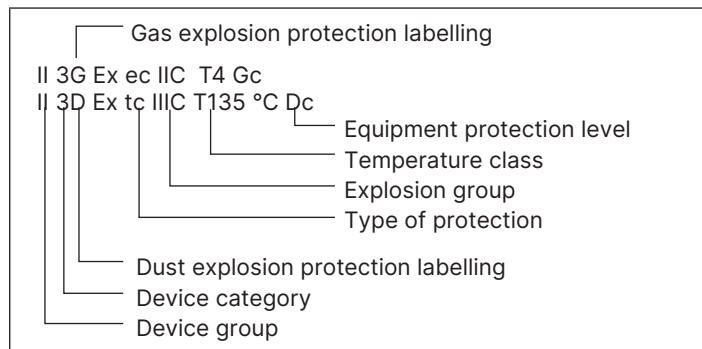 Gas explosion protection labelling
II 3G Ex ec IIC T4 Gc
II 3D Ex tc IIIC T135 °C Dc
Equipment protection level
Temperature class
Explosion group
Type of protection
Dust explosion protection labelling
Device category
Device group